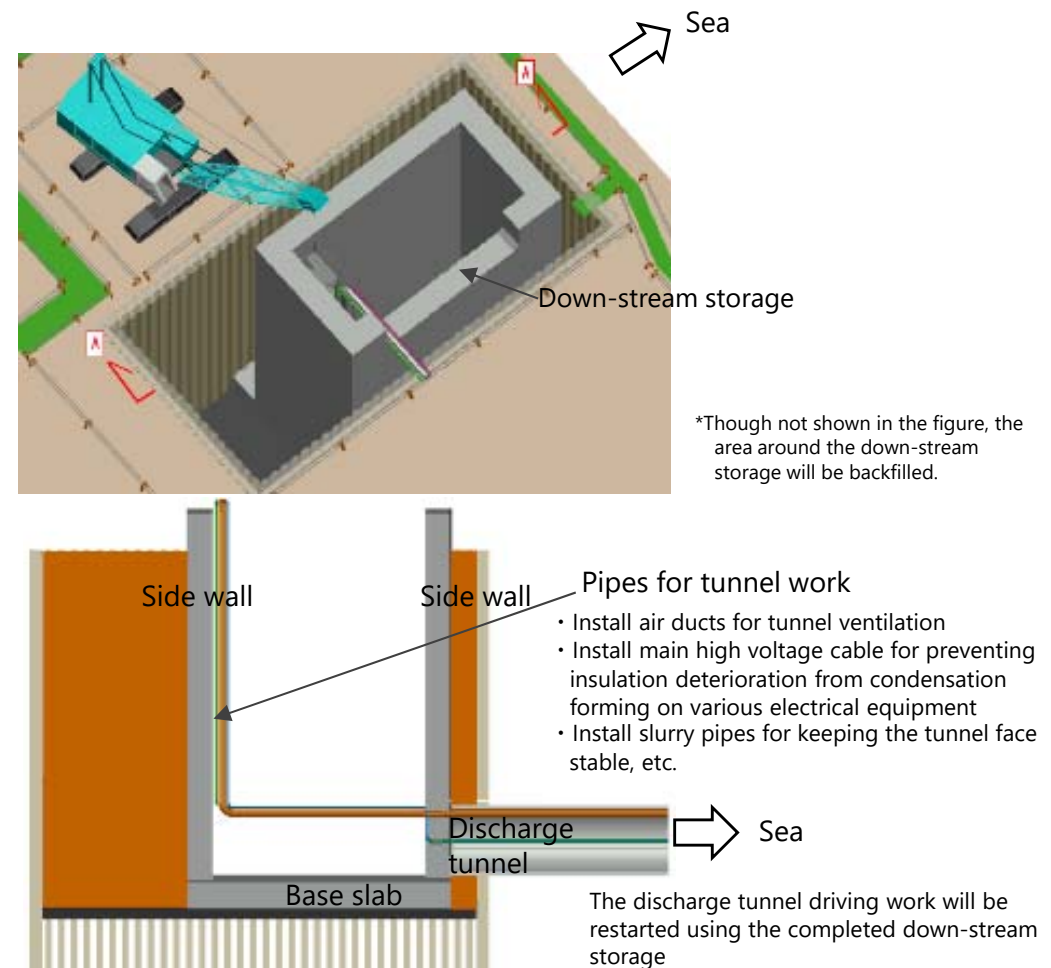 Sea
A
A
Down-stream storage
*Though not shown in the figure, the
area around the down-stream
storage will be backfilled.
Side wall
Side wall
Pipes for tunnel work
・Install air ducts for tunnel ventilation
・Install main high voltage cable for preventing
insulation deterioration from condensation
forming on various electrical equipment
・Install slurry pipes for keeping the tunnel face
stable, etc.
Discharge
tunnel
Sea
Base slab
The discharge tunnel driving work will be
restarted using the completed down-stream
storage